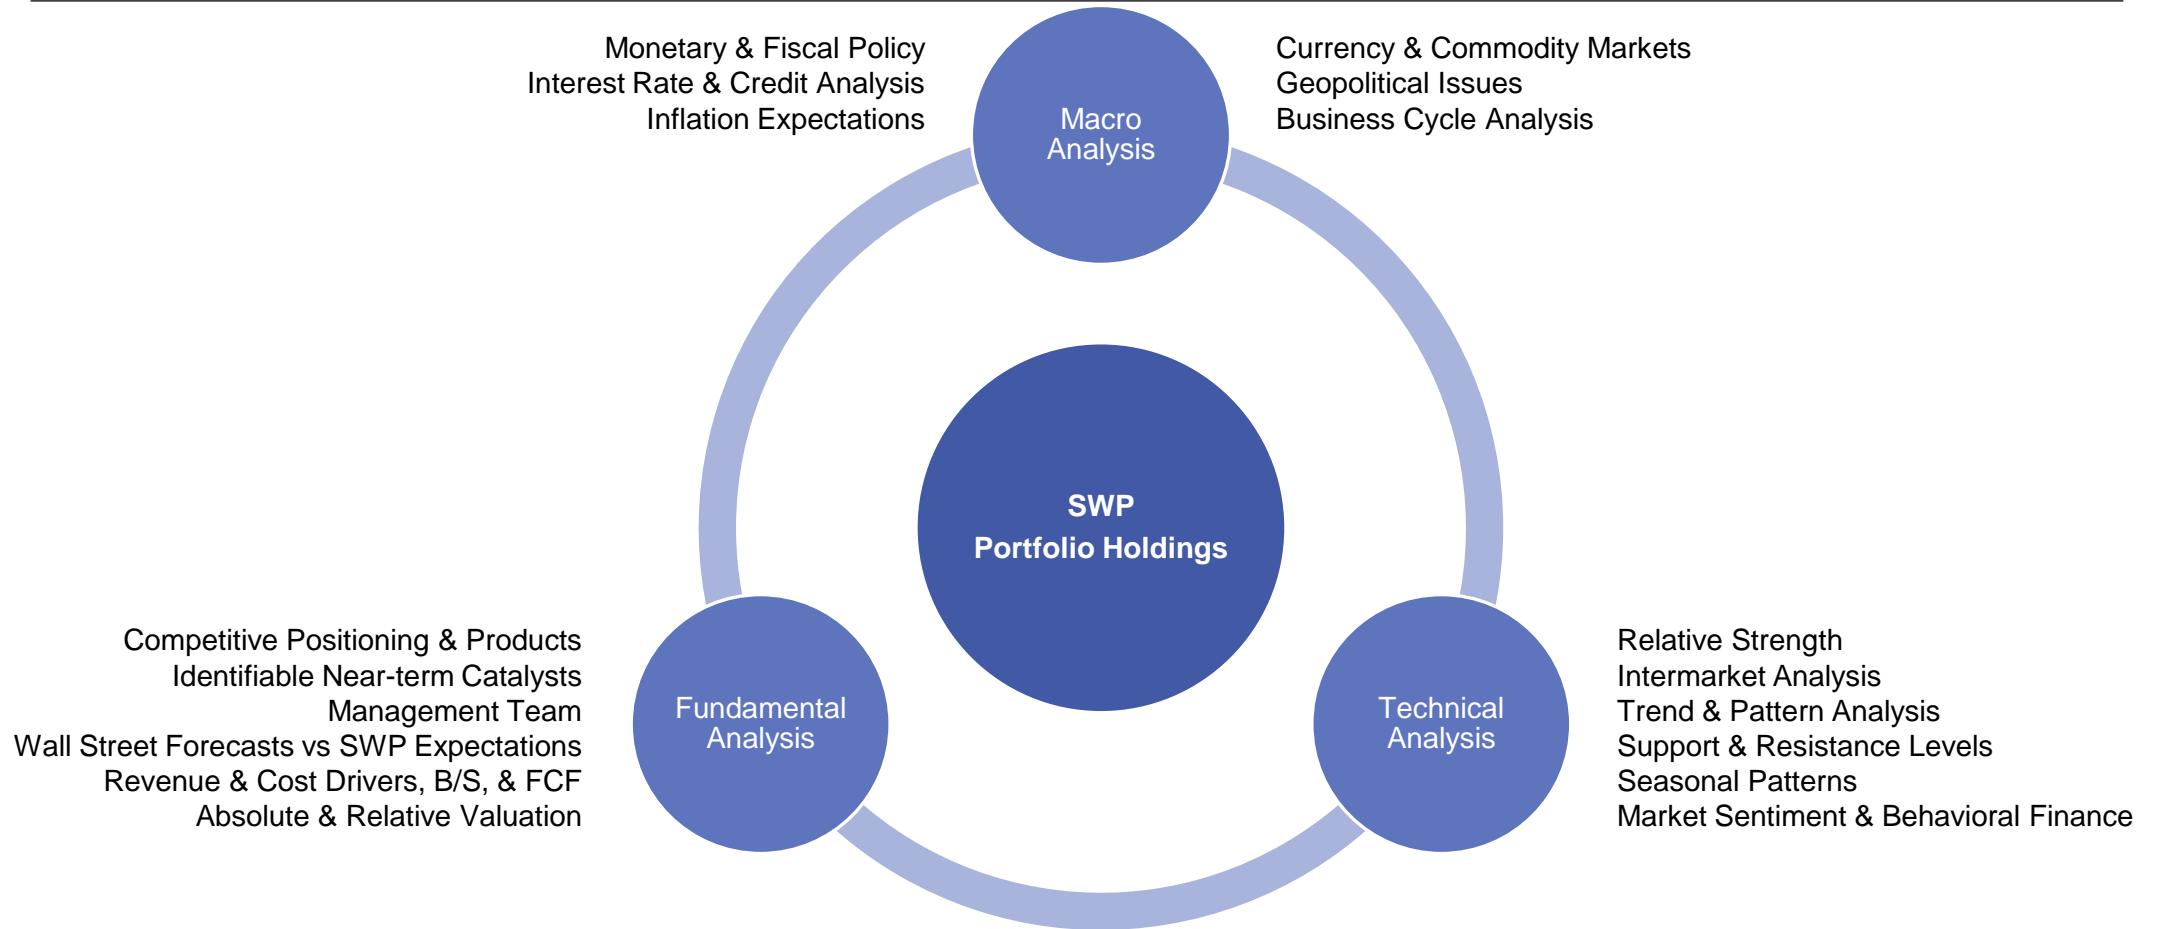 Monetary & Fiscal Policy
Interest Rate & Credit Analysis
Inflation Expectations
Macro
Analysis
Currency & Commodity Markets
Geopolitical Issues
Business Cycle Analysis
SWP
Portfolio Holdings
Competitive Positioning & Products
Identifiable Near-term Catalysts
Management Team
Wall Street Forecasts vs SWP Expectations
Revenue & Cost Drivers, B/S, & FCF
Absolute & Relative Valuation
Fundamental
Analysis
Technical
Analysis
Relative Strength
Intermarket Analysis
Trend & Pattern Analysis
Support & Resistance Levels
Seasonal Patterns
Market Sentiment & Behavioral Finance